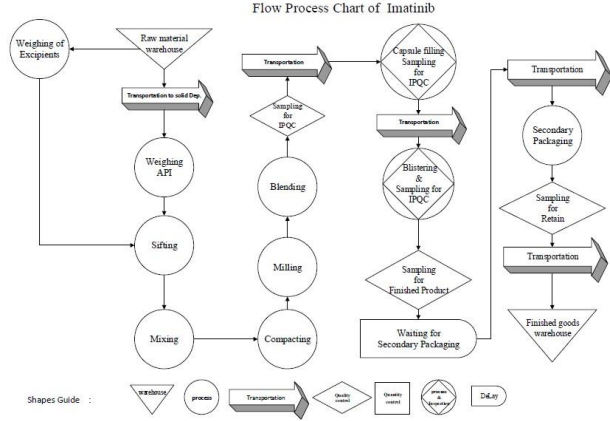 Flow Process Chart of Imatinib
Weighing of
Excipients
Raw material
warehouse
Transportation to solid Dep.
Weighing
API
Sifting
Mixing
Compacting
Milling
Blending
Sampling
for
IPQC
Transportation
Capsule filling
Sampling
for
IPQC
Transportation
Blistering
&
Sampling for
IPQC
Sampling
for
Finished Product
Waiting for
Secondary Packaging
Transportation
Secondary
Packaging
Sampling
for
Retain
Transportation
Finished goods
warehouse
Shapes Guide :
warehouse
process
Transportation
Quality
control
Quantity
control
process
&
Inspection
DeLay